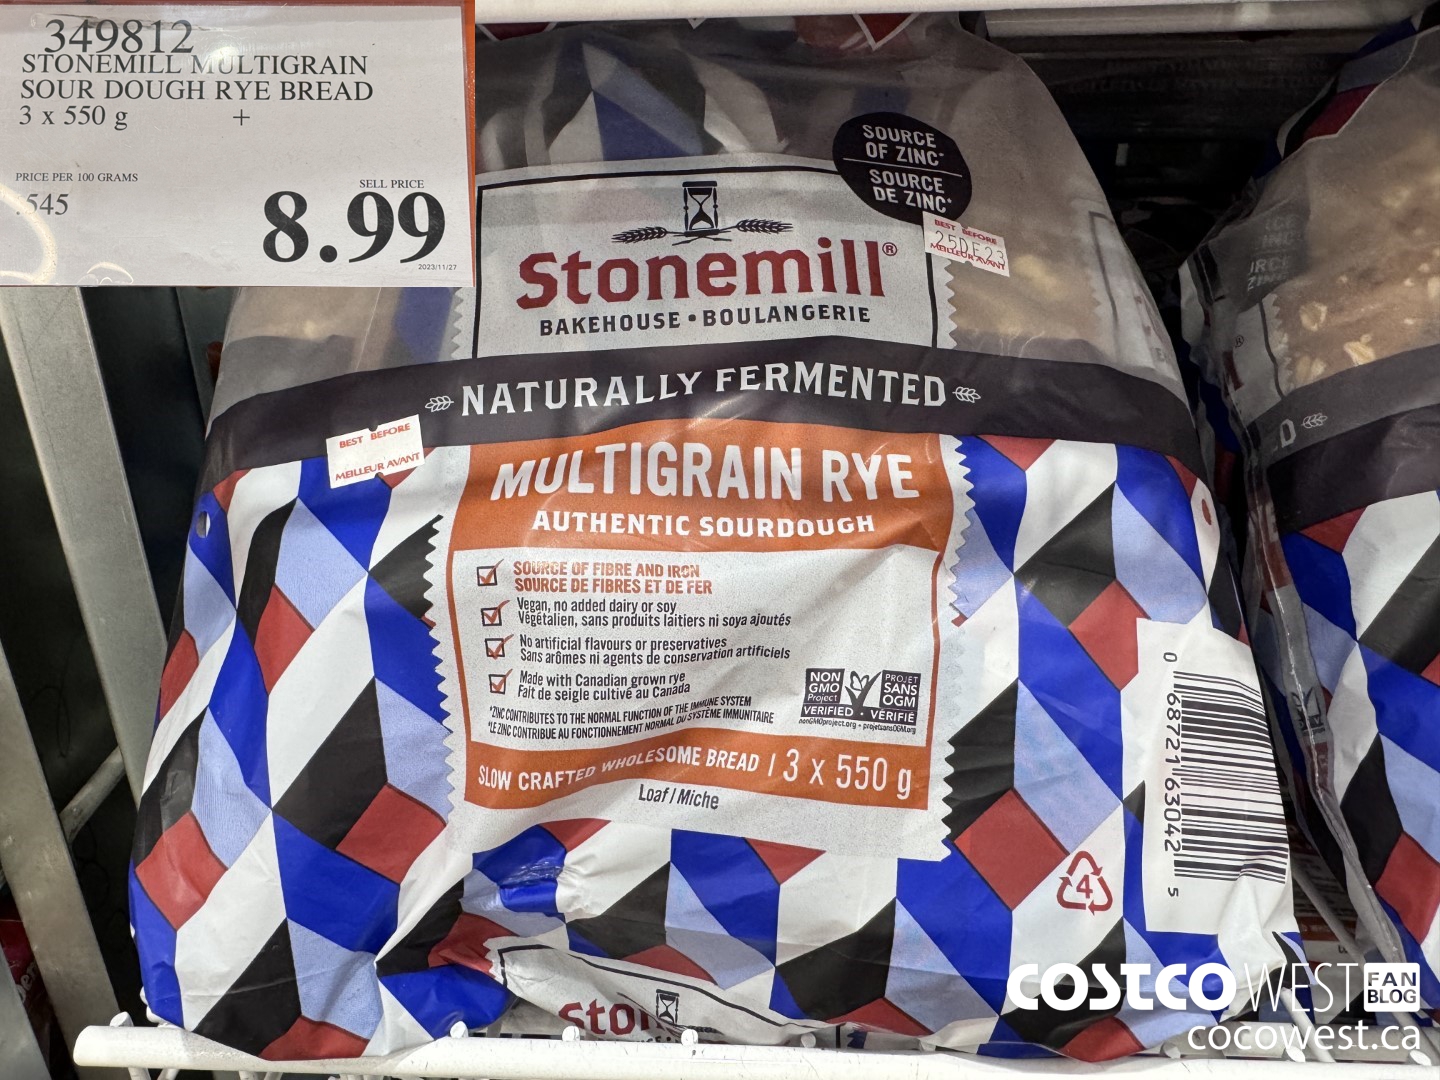 349812
STONEMILL MULTIGRAIN
SOUR DOUGH RYE BREAD
3 x 550 g +
PRICE PER 100 GRAMS
.545
SELL PRICE
8.99
2023/11/27
SOURCE
OF ZINC*
SOURCE
DE ZINC*
BEST BEFORE
25DE23
MEILLEUR AVANT
Stonemill®
BAKEHOUSE • BOULANGERIE
NATURALLY FERMENTED
BEST BEFORE
MEILLEUR AVANT
MULTIGRAIN RYE
AUTHENTIC SOURDOUGH
SOURCE OF FIBRE AND IRON
SOURCE DE FIBRES ET DE FER
Vegan, no added dairy or soy
Végétalien, sans produits laitiers ni soya ajoutés
No artificial flavours or preservatives
Sans arômes ni agents de conservation artificiels
Made with Canadian grown rye
Fait de seigle cultivé au Canada
*ZINC CONTRIBUTES TO THE NORMAL FUNCTION OF THE IMMUNE SYSTEM
*LE ZINC CONTRIBUE AU FONCTIONNEMENT NORMAL DU SYSTÈME IMMUNITAIRE
NON
GMO
Project
VERIFIED
PROJET
SANS
OGM
VÉRIFIÉ
nonGMOproject.org • projetsansOGM.org
SLOW CRAFTED WHOLESOME BREAD | 3 x 550 g
Loaf / Miche
0 68721 63042 5
4
Ston
D
COSTCO WEST FAN BLOG
cocowest.ca